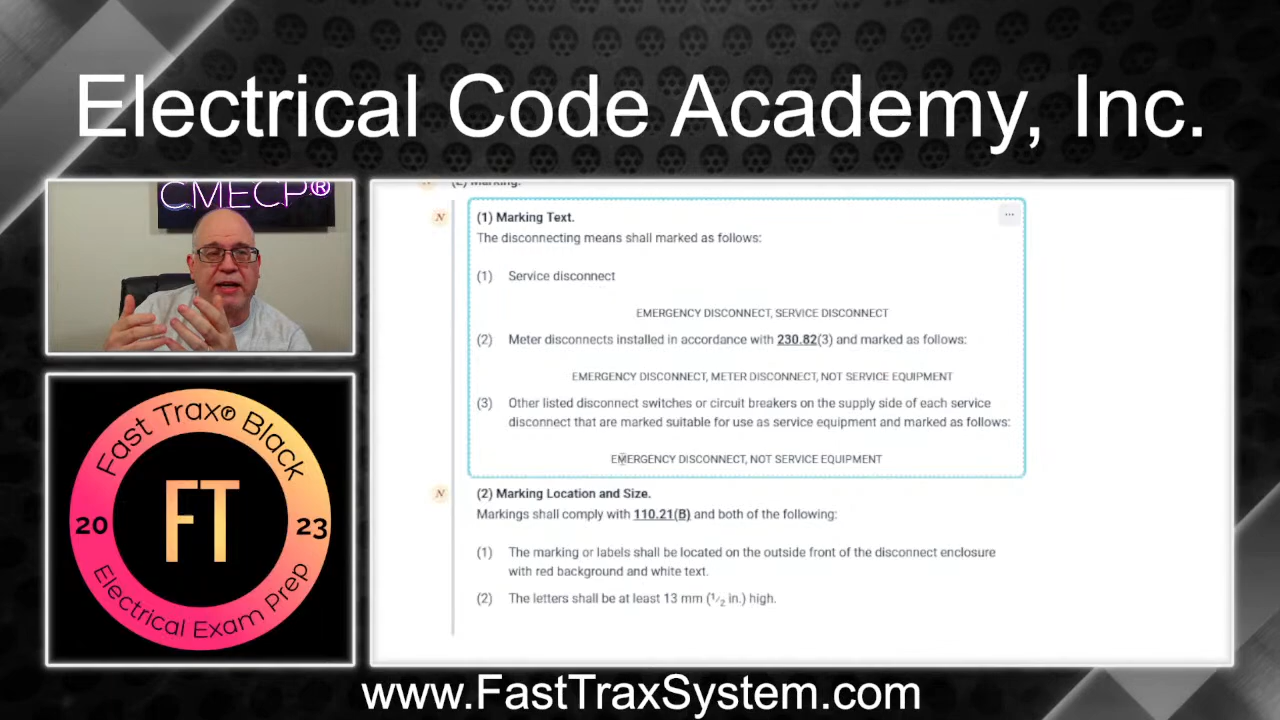 Electrical Code Academy, Inc.
CMECP®
(2) Marking.
N
(1) Marking Text.
...
The disconnecting means shall marked as follows:
(1) Service disconnect
EMERGENCY DISCONNECT, SERVICE DISCONNECT
(2) Meter disconnects installed in accordance with 230.82(3) and marked as follows:
EMERGENCY DISCONNECT, METER DISCONNECT, NOT SERVICE EQUIPMENT
(3) Other listed disconnect switches or circuit breakers on the supply side of each service
disconnect that are marked suitable for use as service equipment and marked as follows:
EMERGENCY DISCONNECT, NOT SERVICE EQUIPMENT
N
(2) Marking Location and Size.
Markings shall comply with 110.21(B) and both of the following:
(1) The marking or labels shall be located on the outside front of the disconnect enclosure
with red background and white text.
(2) The letters shall be at least 13 mm (1/2 in.) high.
Fast Trax® Black
20
FT
23
Electrical Exam Prep
www.FastTraxSystem.com